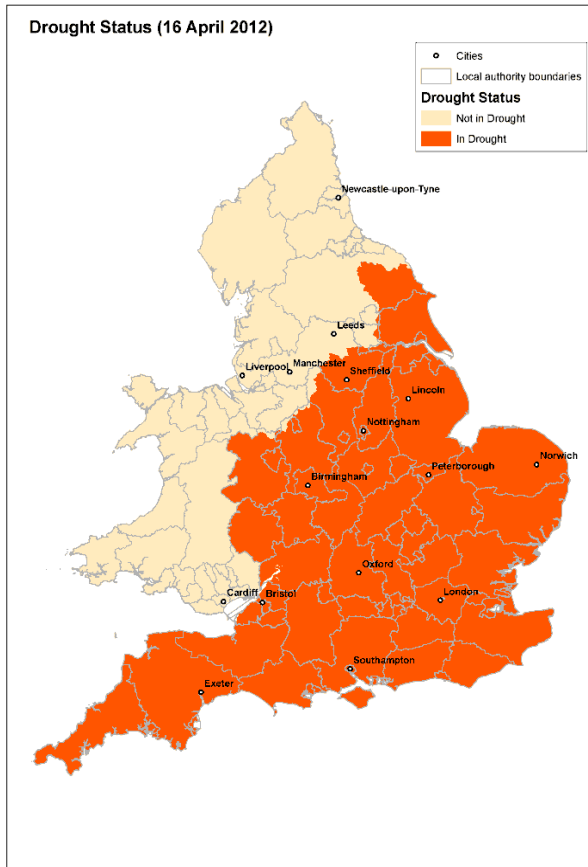 Drought Status (16 April 2012)
Cities
Local authority boundaries
Drought Status
Not in Drought
In Drought
Newcastle-upon-Tyne
Leeds
Manchester
Liverpool
Sheffield
Lincoln
Nottingham
Norwich
Peterborough
Birmingham
Oxford
Cardiff
Bristol
London
Southampton
Exeter